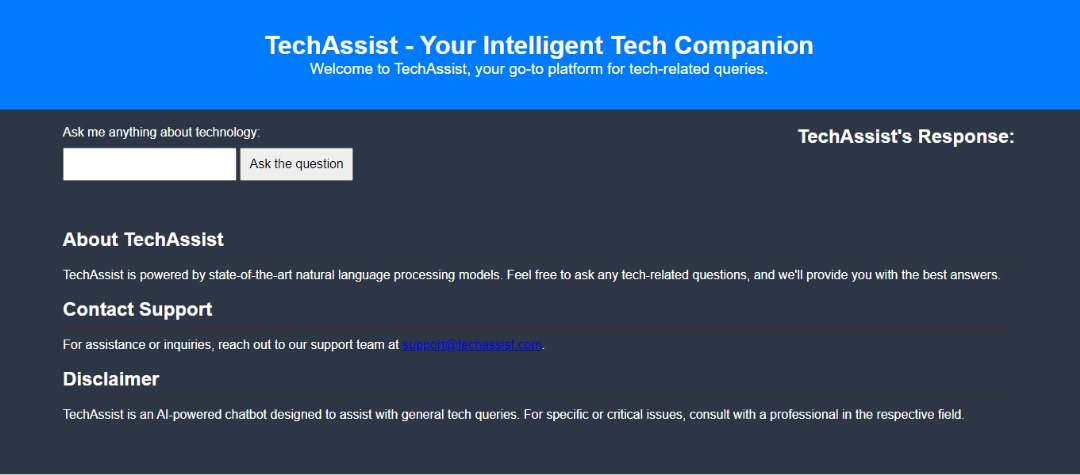 TechAssist - Your Intelligent Tech Companion
Welcome to TechAssist, your go-to platform for tech-related queries.
Ask me anything about technology:
Ask the question
TechAssist's Response:
About TechAssist
TechAssist is powered by state-of-the-art natural language processing models. Feel free to ask any tech-related questions, and we'll provide you with the best answers.
Contact Support
For assistance or inquiries, reach out to our support team at support@techassist.com.
Disclaimer
TechAssist is an AI-powered chatbot designed to assist with general tech queries. For specific or critical issues, consult with a professional in the respective field.